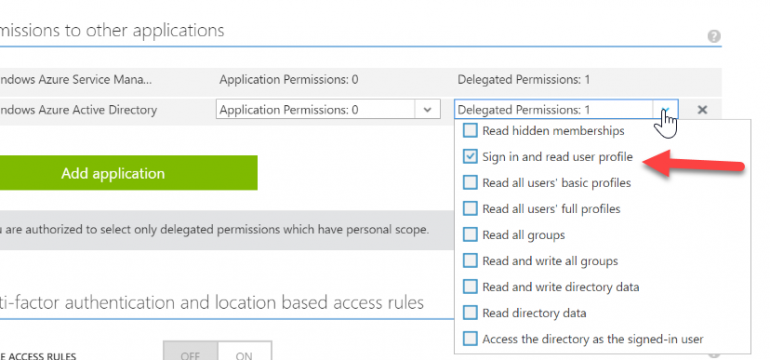 missions to other applications
ndows Azure Service Mana... Application Permissions: 0 Delegated Permissions: 1
ndows Azure Active Directory Application Permissions: 0 Delegated Permissions: 1
Read hidden memberships
Sign in and read user profile
Add application
Read all users' basic profiles
Read all users' full profiles
u are authorized to select only delegated permissions which have personal scope.
Read all groups
Read and write all groups
Read and write directory data
ti-factor authentication and location based access rules
Read directory data
Access the directory as the signed-in user
E ACCESS RULES OFF ON